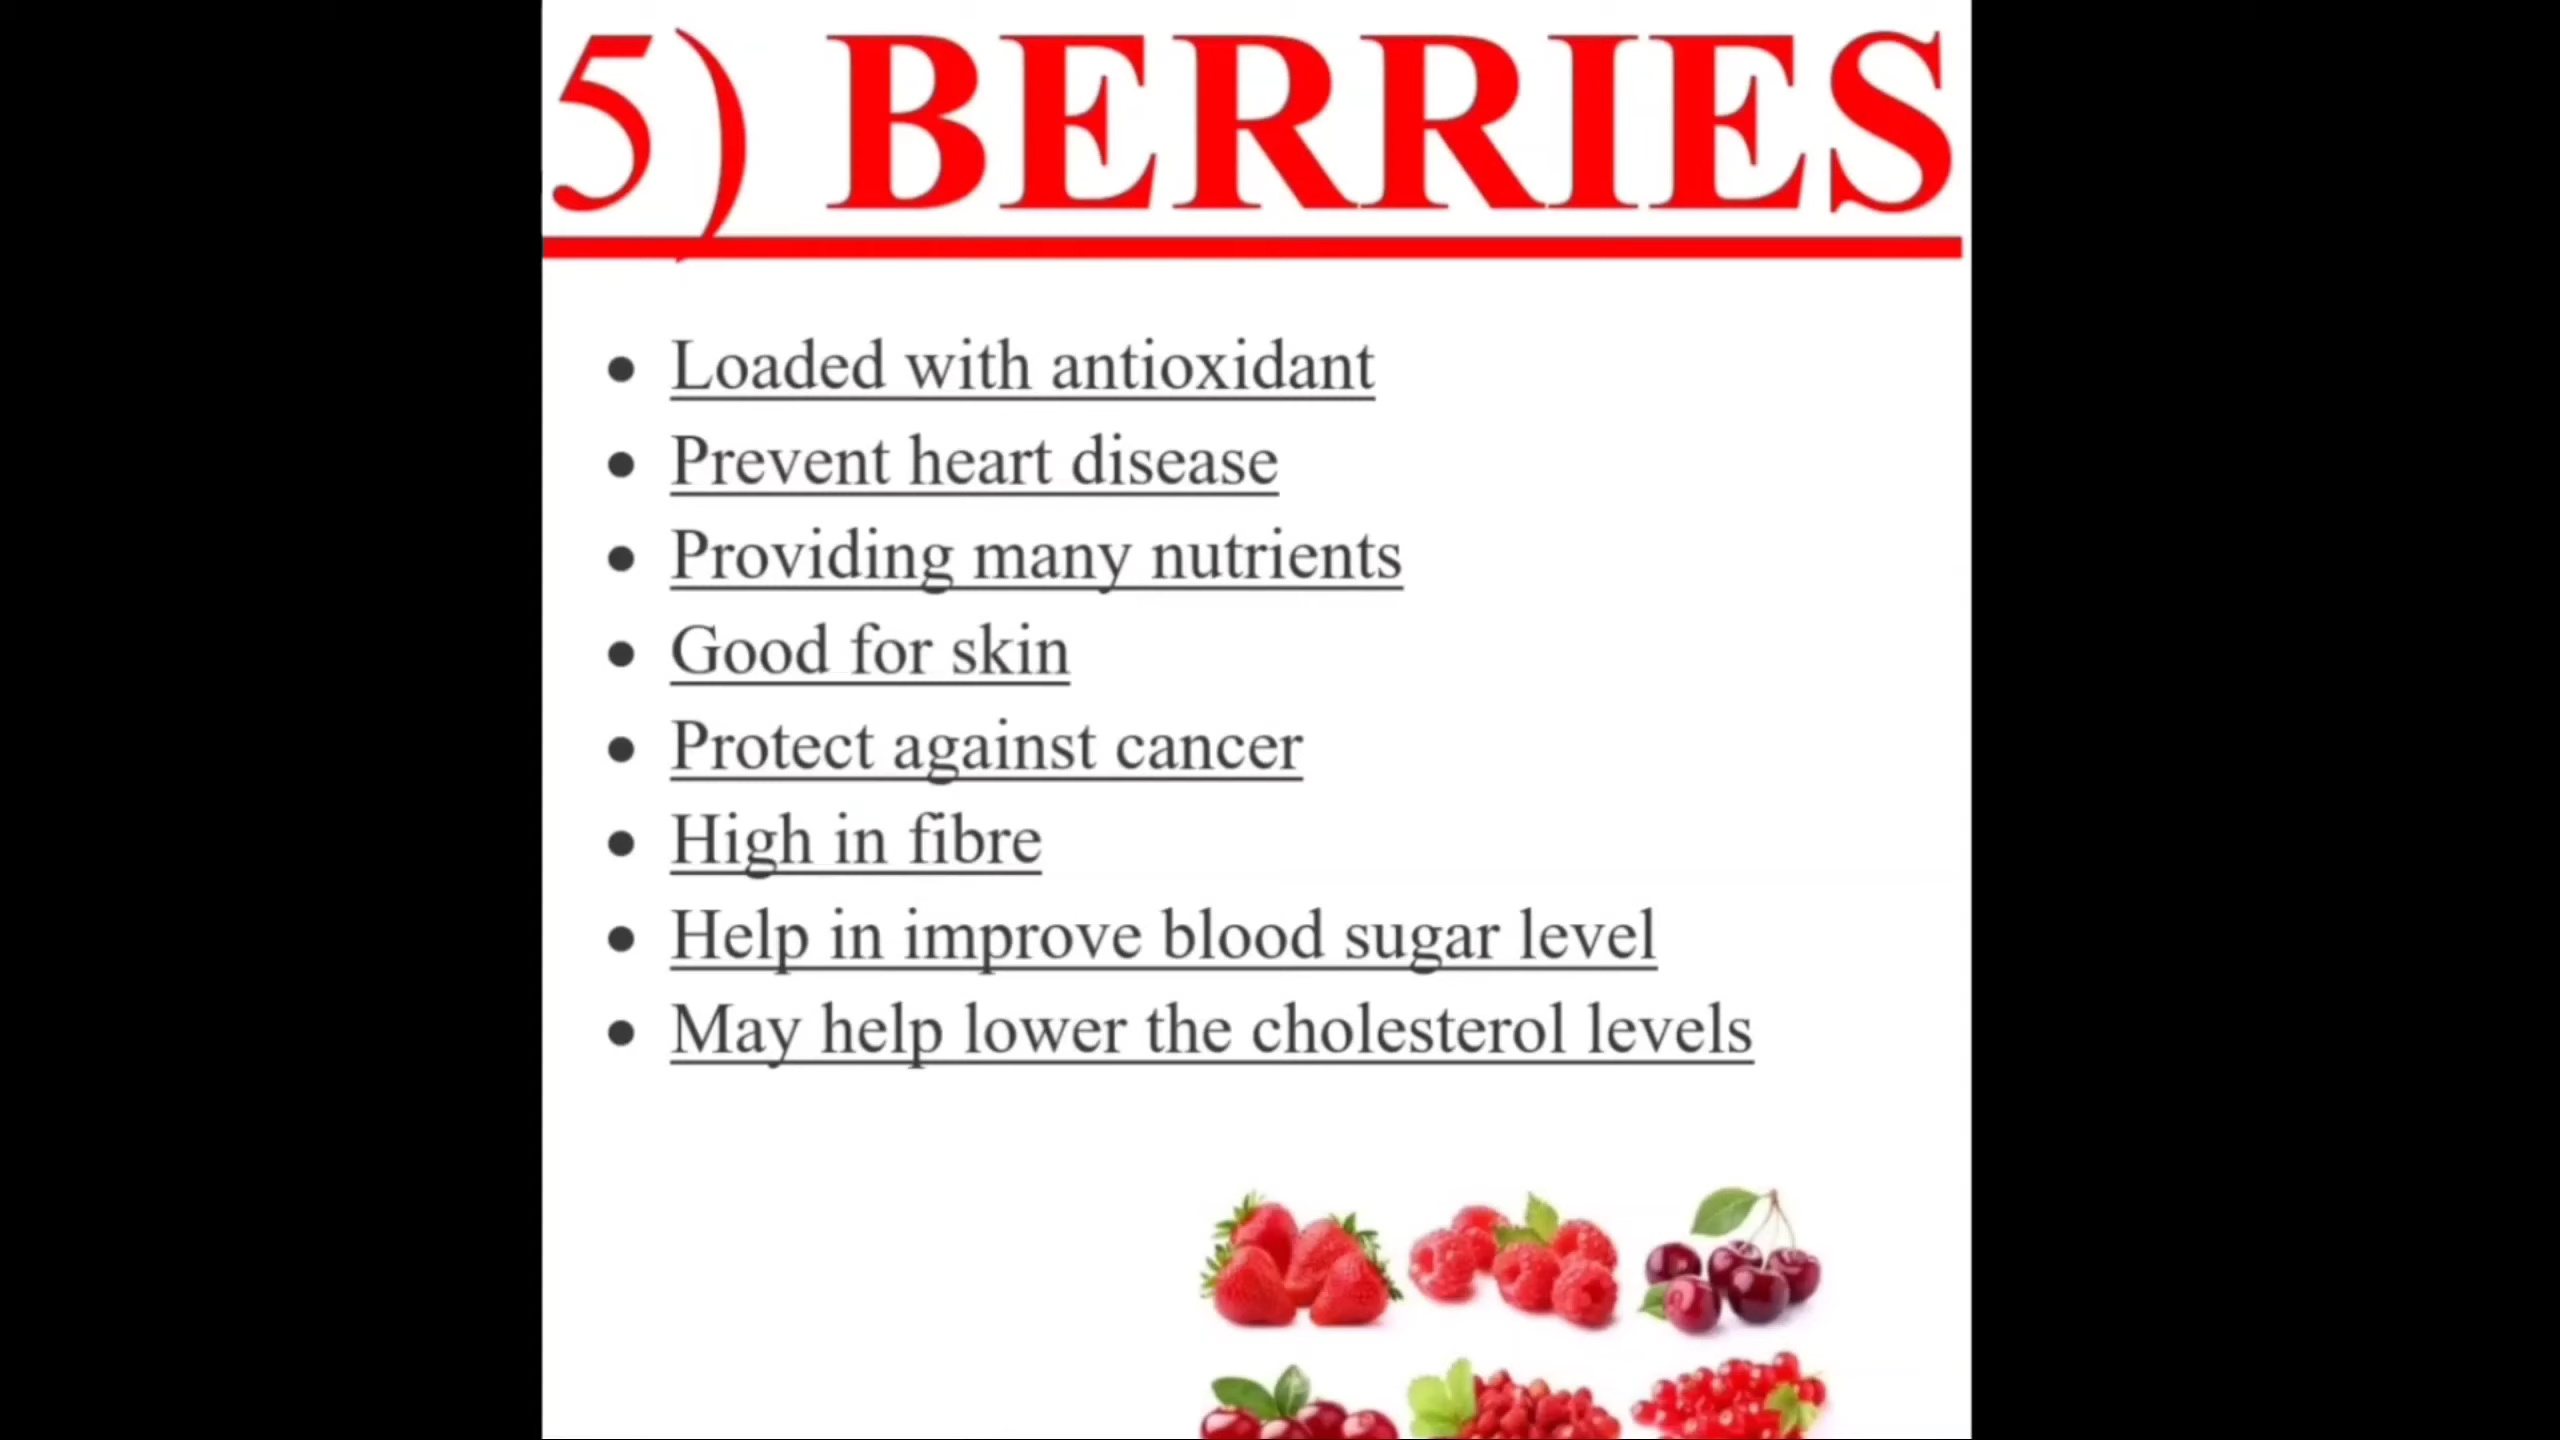 5) BERRIES
• Loaded with antioxidant
• Prevent heart disease
• Providing many nutrients
• Good for skin
• Protect against cancer
• High in fibre
• Help in improve blood sugar level
• May help lower the cholesterol levels